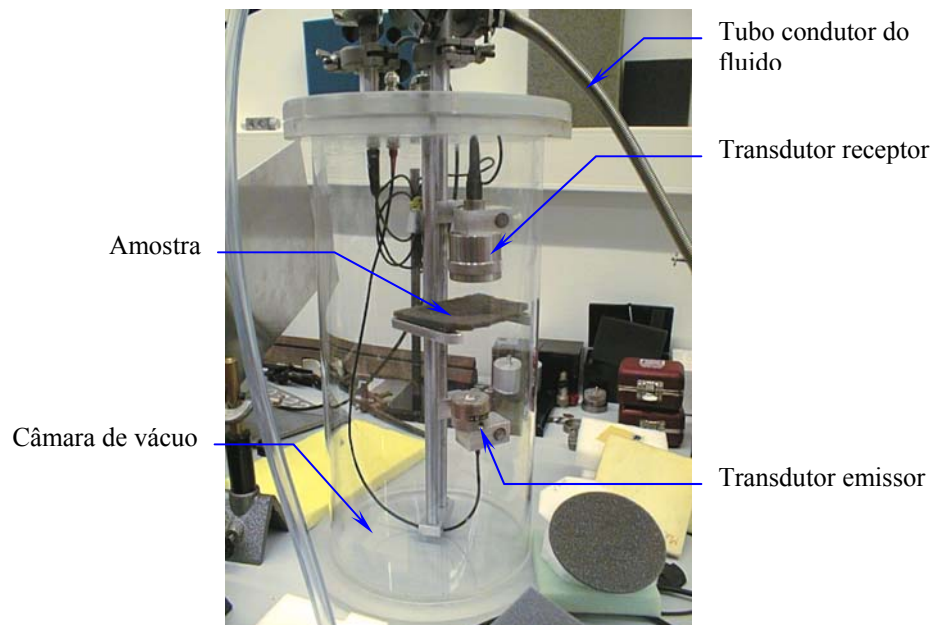 Tubo condutor do
fluido
Transdutor receptor
Amostra
Câmara de vácuo
Transdutor emissor